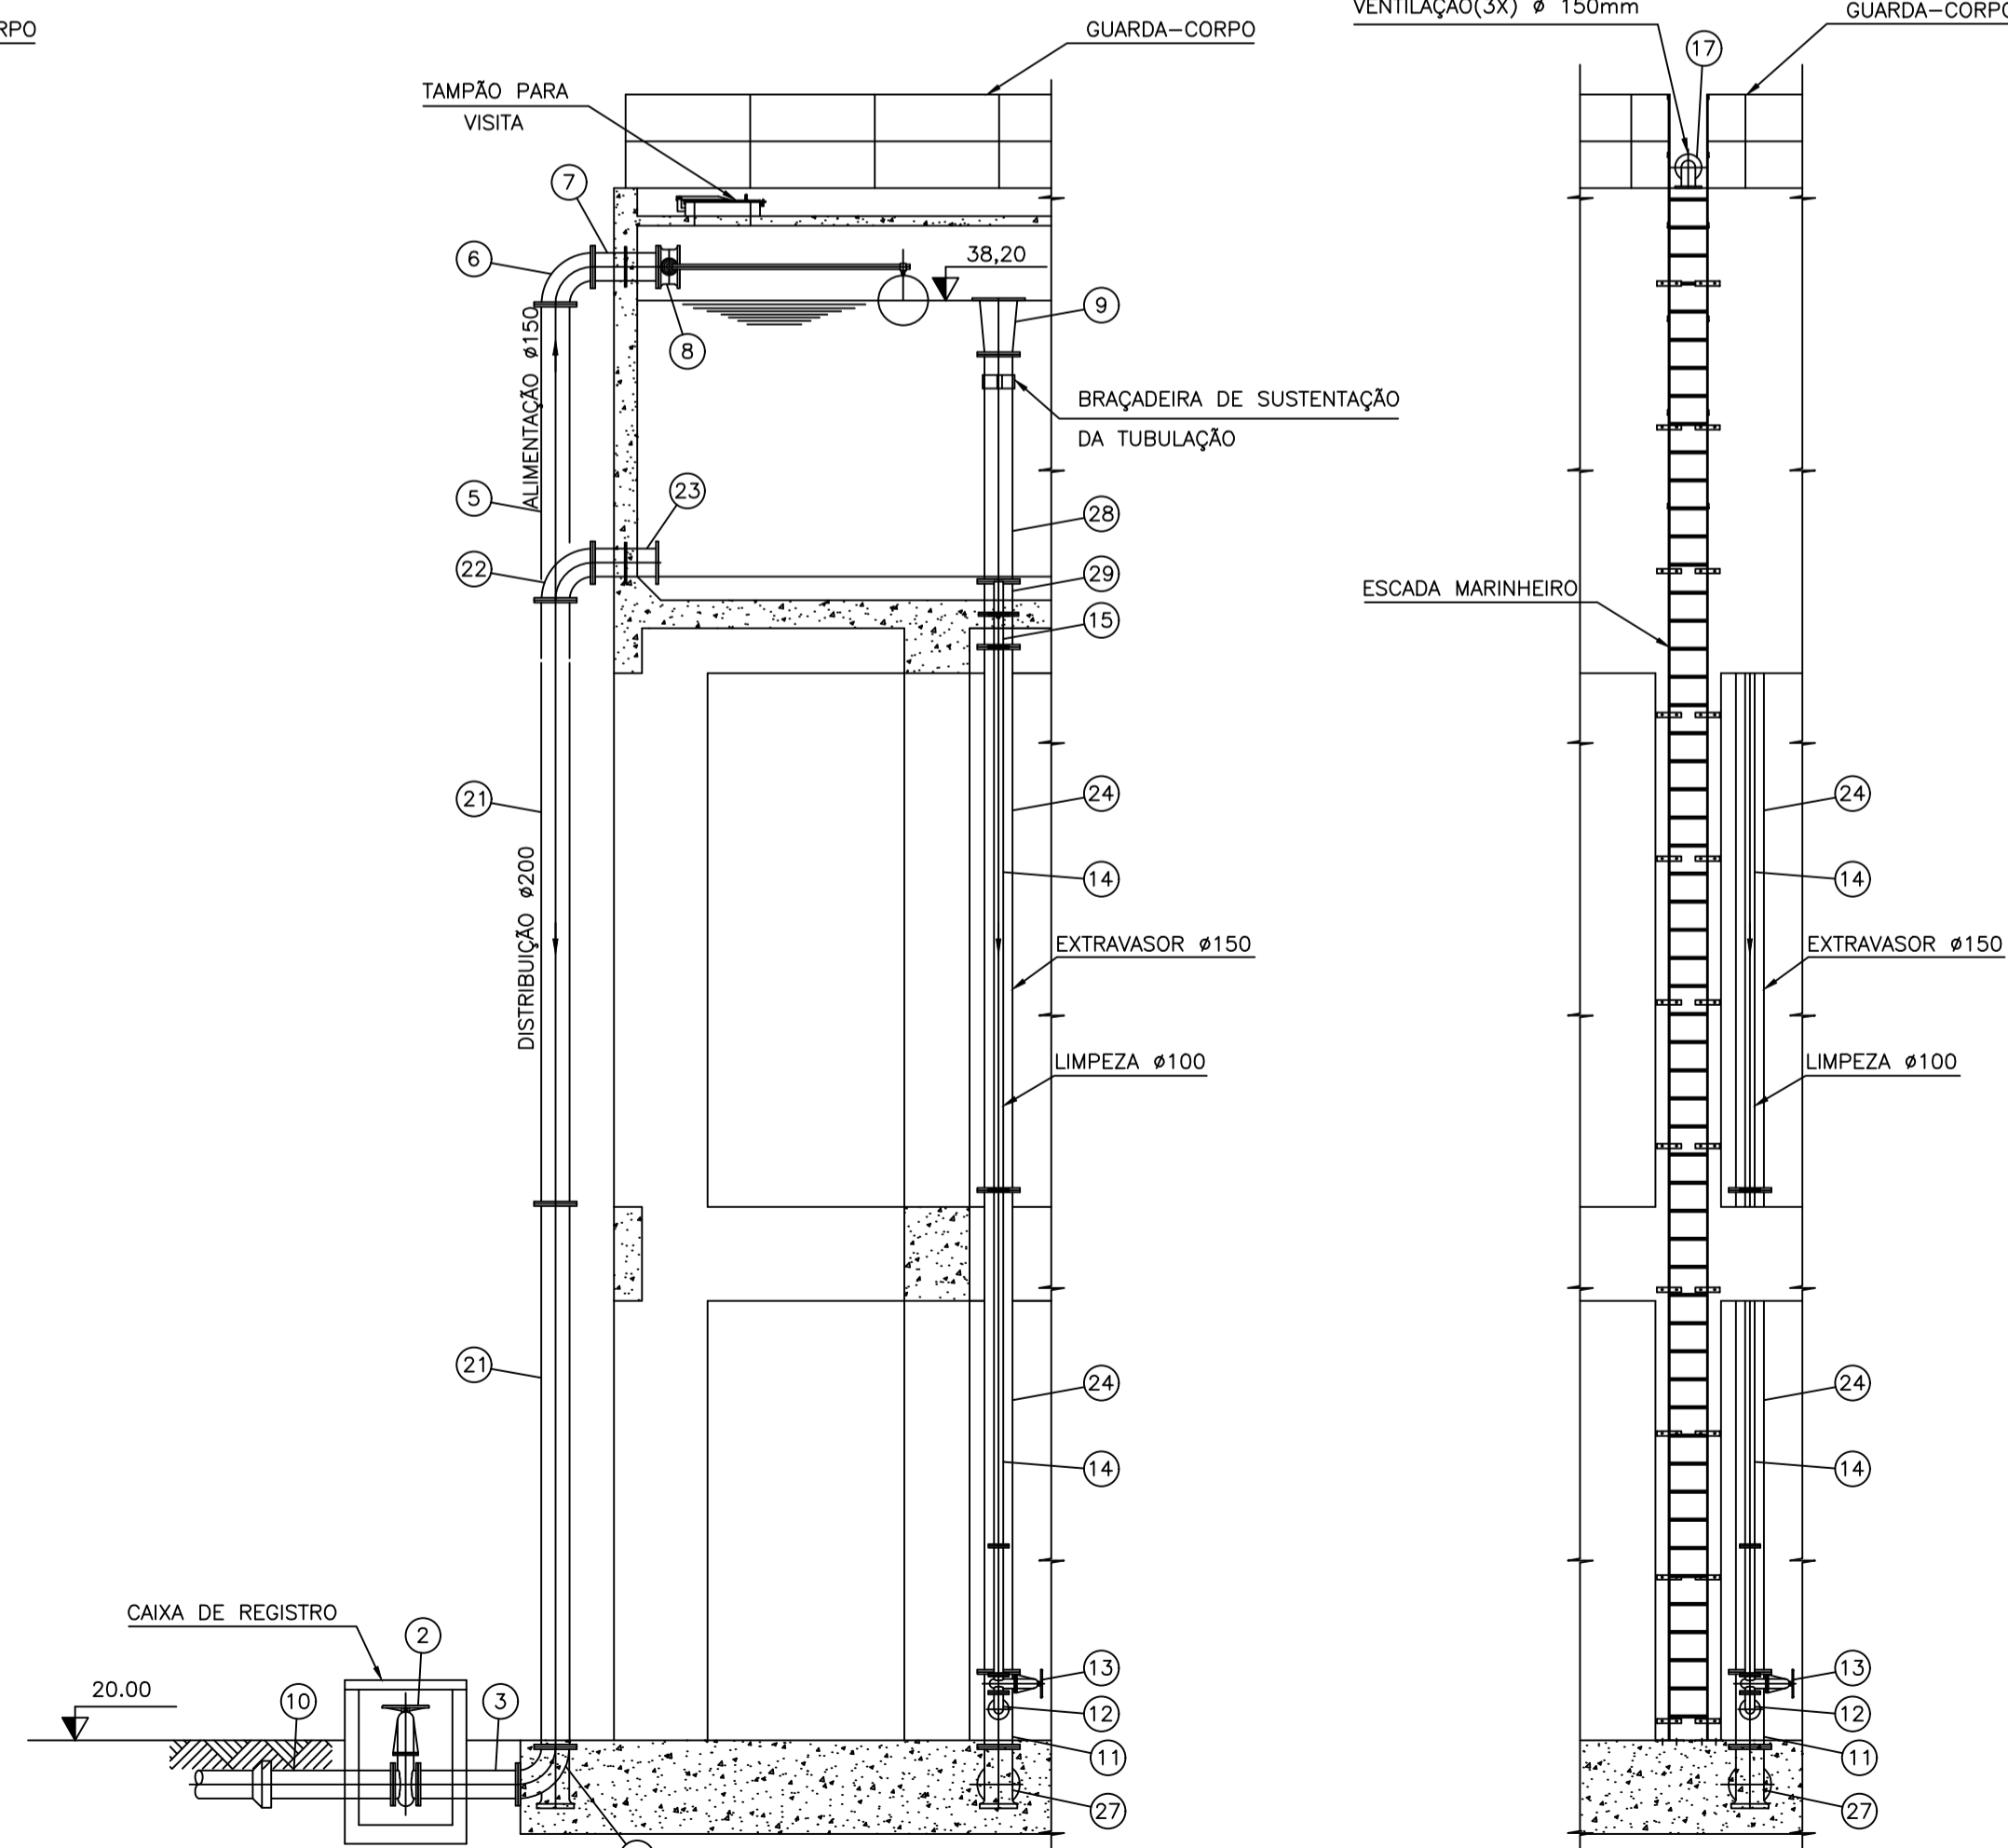 RPO
GUARDA-CORPO
VENTILAÇÃO(3X) ø 150mm
GUARDA-CORPO
17
TAMPÃO PARA
VISITA
7
6
38,20
9
8
ALIMENTAÇÃO ø150
BRAÇADEIRA DE SUSTENTAÇÃO
DA TUBULAÇÃO
5
23
28
22
29
ESCADA MARINHEIRO
15
21
24
24
DISTRIBUIÇÃO ø200
14
14
EXTRAVASOR ø150
EXTRAVASOR ø150
LIMPEZA ø100
LIMPEZA ø100
21
24
24
14
14
CAIXA DE REGISTRO
2
20.00
10
3
13
13
12
12
11
11
27
27